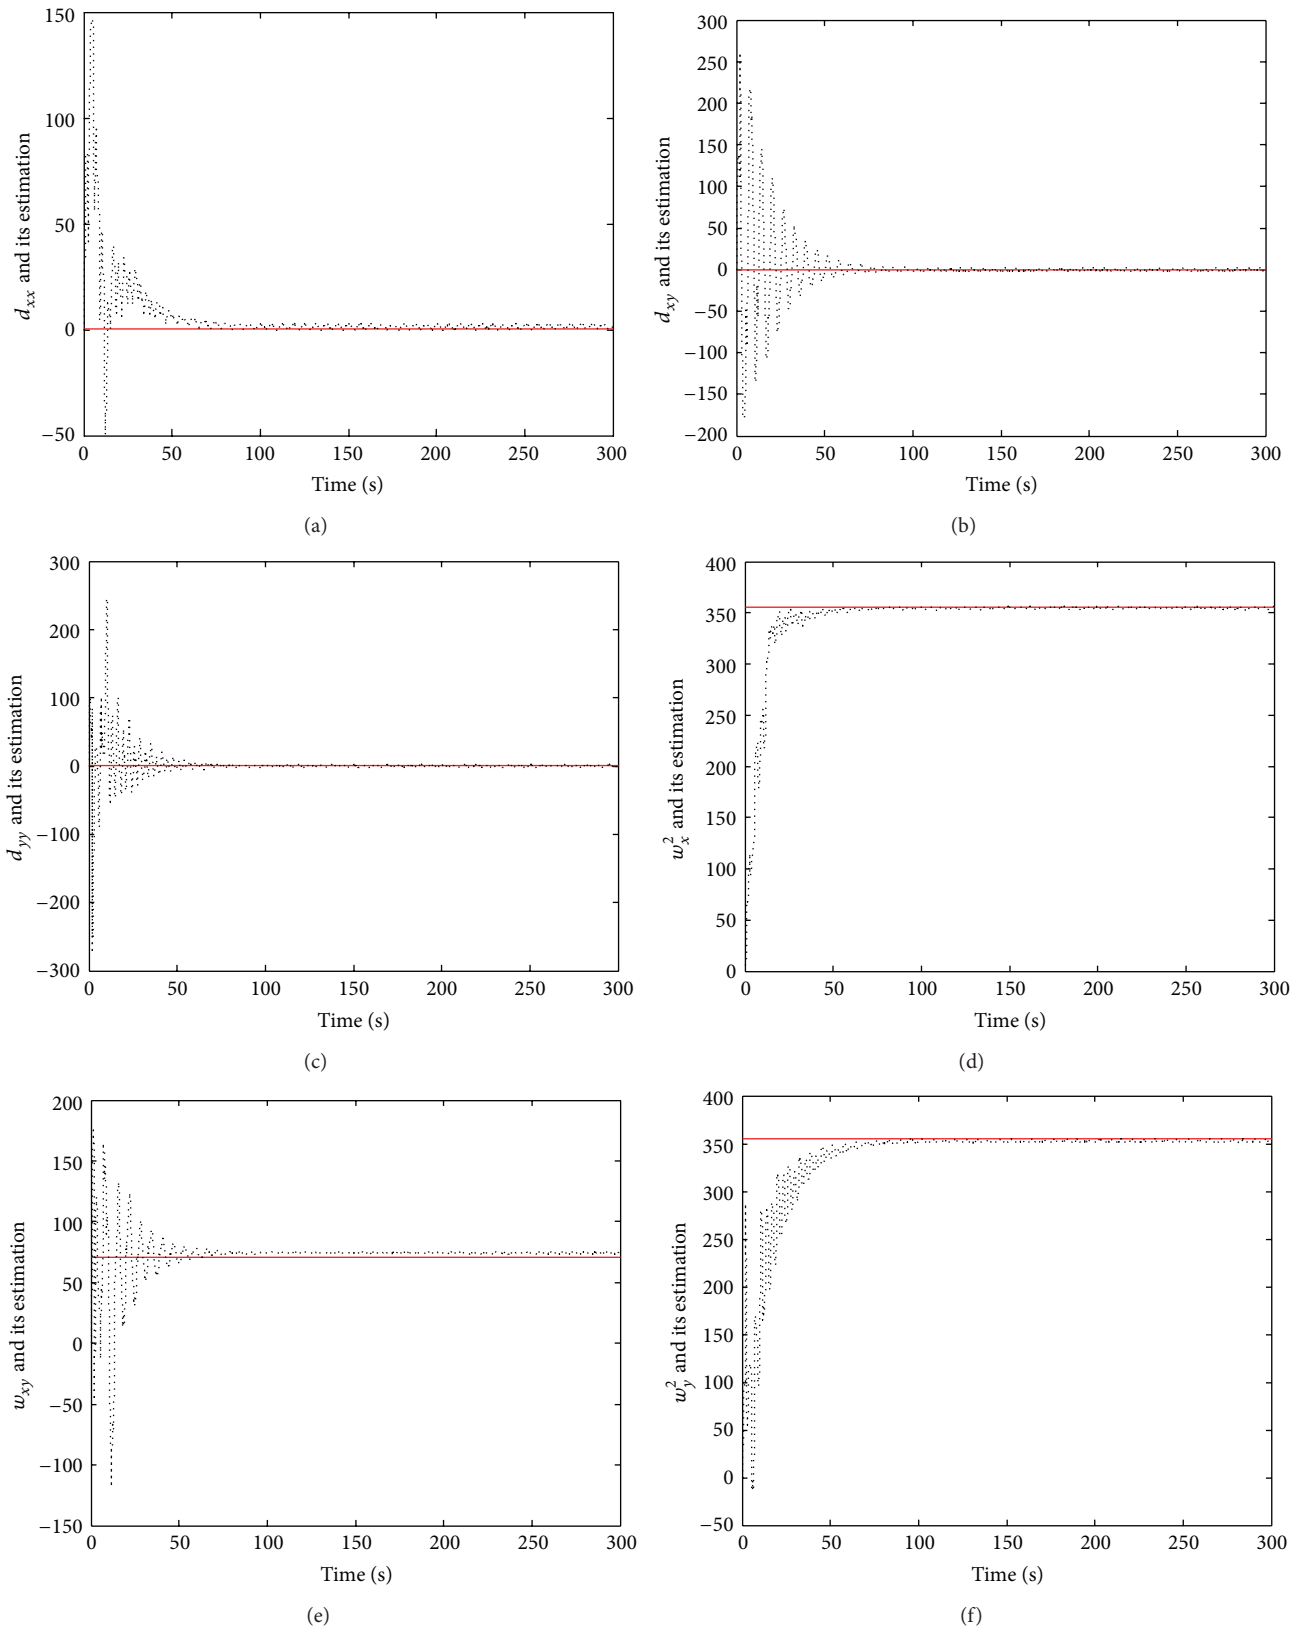 150
100
50
0
−50
0 50 100 150 200 250 300
d_xx and its estimation
Time (s)
(a)
300
250
200
150
100
50
0
−50
−100
−150
−200
0 50 100 150 200 250 300
d_xy and its estimation
Time (s)
(b)
300
200
100
0
−100
−200
−300
0 50 100 150 200 250 300
d_yy and its estimation
Time (s)
(c)
400
350
300
250
200
150
100
50
0
0 50 100 150 200 250 300
w_x^2 and its estimation
Time (s)
(d)
200
150
100
50
0
−50
−100
−150
0 50 100 150 200 250 300
w_xy and its estimation
Time (s)
(e)
400
350
300
250
200
150
100
50
0
−50
0 50 100 150 200 250 300
w_y^2 and its estimation
Time (s)
(f)